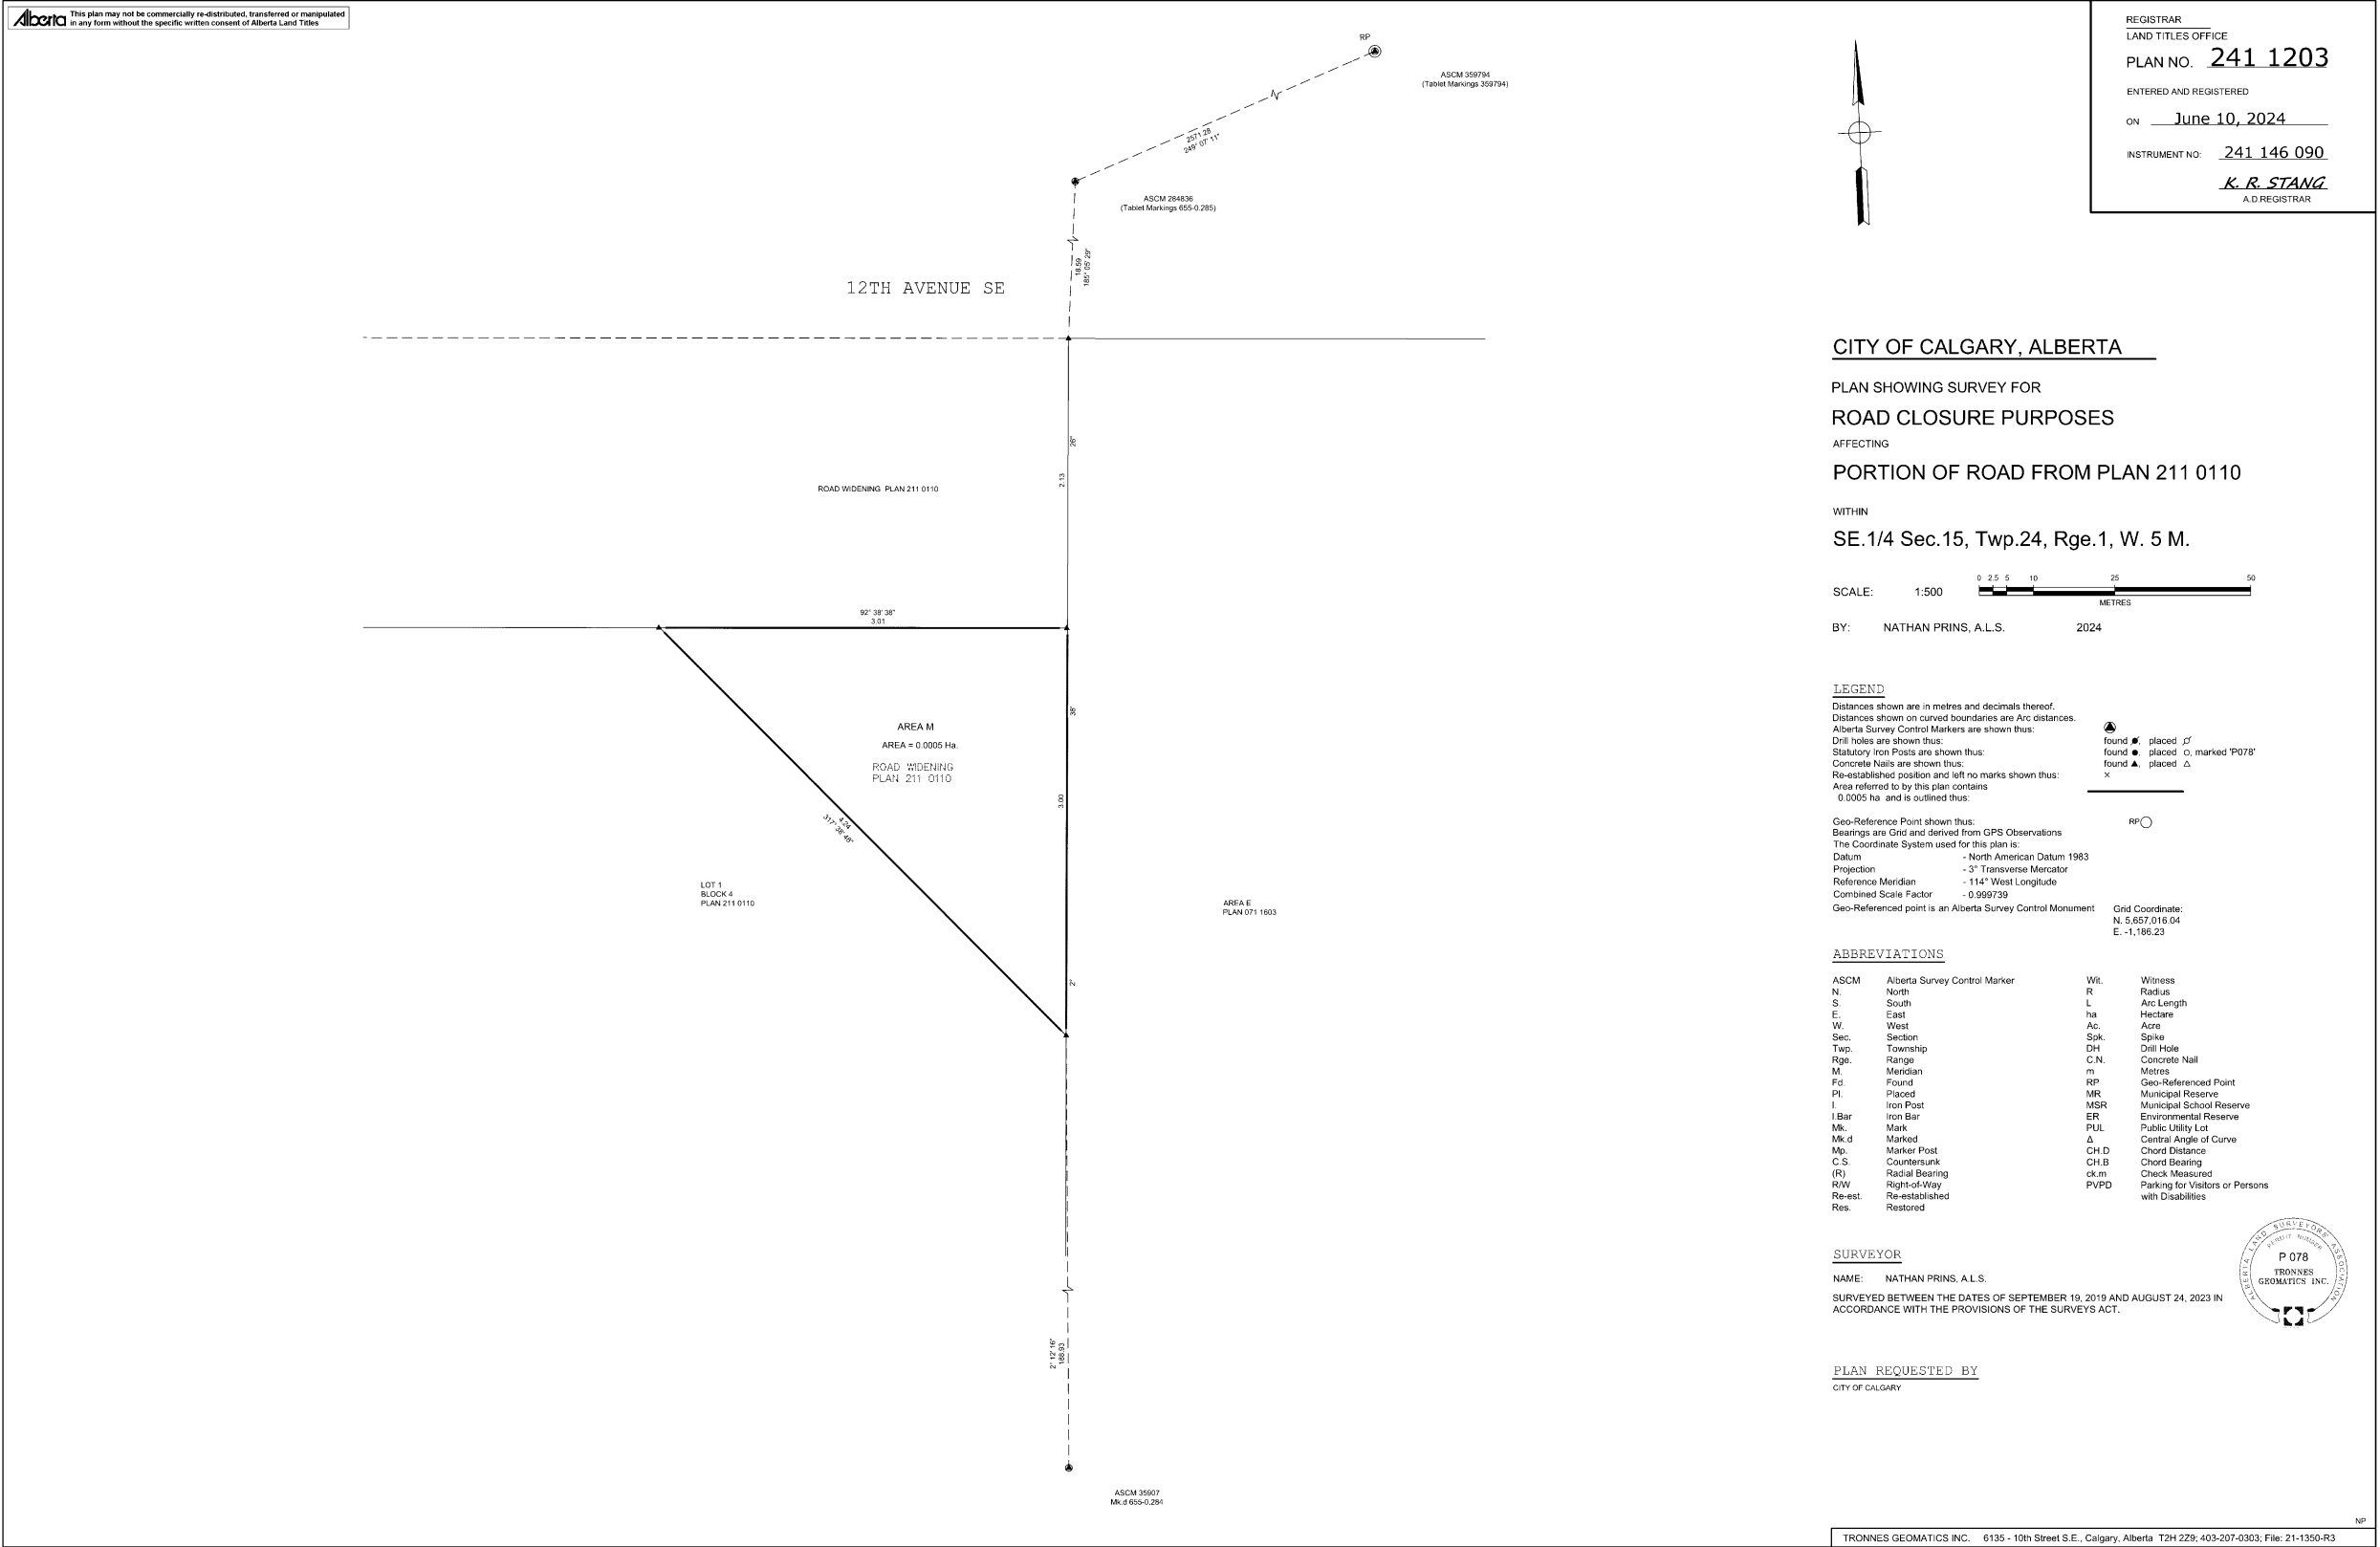 Alberta
This plan may not be commercially re-distributed, transferred or manipulated
in any form without the specific written consent of Alberta Land Titles
REGISTRAR
LAND TITLES OFFICE
PLAN NO. 241 1203
ENTERED AND REGISTERED
ON June 10, 2024
INSTRUMENT NO: 241 146 090
K. R. STANG
A.D.REGISTRAR
RP
ASCM 359794
(Tablet Markings 359794)
2571.28
249° 07' 11"
ASCM 284836
(Tablet Markings 655-0.285)
18.59
185° 05' 29"
12TH AVENUE SE
26"
2.13
ROAD WIDENING PLAN 211 0110
92° 38' 38"
3.01
38'
AREA M
AREA = 0.0005 Ha.
ROAD WIDENING
PLAN 211 0110
3.00
4.24
317° 38' 48"
LOT 1
BLOCK 4
PLAN 211 0110
AREA E
PLAN 071 1603
2°
2° 12' 16"
188.93
ASCM 35907
Mk.d 655-0.284
CITY OF CALGARY, ALBERTA
PLAN SHOWING SURVEY FOR
ROAD CLOSURE PURPOSES
AFFECTING
PORTION OF ROAD FROM PLAN 211 0110
WITHIN
SE.1/4 Sec.15, Twp.24, Rge.1, W. 5 M.
0 2.5 5 10 25 50
SCALE: 1:500
METRES
BY: NATHAN PRINS, A.L.S. 2024
LEGEND
Distances shown are in metres and decimals thereof.
Distances shown on curved boundaries are Arc distances.
Alberta Survey Control Markers are shown thus:
Drill holes are shown thus: found , placed
Statutory Iron Posts are shown thus: found ●, placed ○, marked 'P078'
Concrete Nails are shown thus: found ▲, placed △
Re-established position and left no marks shown thus: ×
Area referred to by this plan contains
0.0005 ha and is outlined thus:
Geo-Reference Point shown thus: RP
Bearings are Grid and derived from GPS Observations
The Coordinate System used for this plan is:
Datum - North American Datum 1983
Projection - 3° Transverse Mercator
Reference Meridian - 114° West Longitude
Combined Scale Factor - 0.999739
Geo-Referenced point is an Alberta Survey Control Monument Grid Coordinate:
N. 5,657,016.04
E. -1,186.23
ABBREVIATIONS
ASCM Alberta Survey Control Marker Wit. Witness
N. North R Radius
S. South L Arc Length
E. East ha Hectare
W. West Ac. Acre
Sec. Section Spk. Spike
Twp. Township DH Drill Hole
Rge. Range C.N. Concrete Nail
M. Meridian m Metres
Fd. Found RP Geo-Referenced Point
Pl. Placed MR Municipal Reserve
I. Iron Post MSR Municipal School Reserve
I.Bar Iron Bar ER Environmental Reserve
Mk. Mark PUL Public Utility Lot
Mk.d Marked Δ Central Angle of Curve
Mp. Marker Post CH.D Chord Distance
C.S. Countersunk CH.B Chord Bearing
(R) Radial Bearing ck.m Check Measured
R/W Right-of-Way PVPD Parking for Visitors or Persons
Re-est. Re-established with Disabilities
Res. Restored
SURVEYOR
NAME: NATHAN PRINS, A.L.S.
SURVEYED BETWEEN THE DATES OF SEPTEMBER 19, 2019 AND AUGUST 24, 2023 IN
ACCORDANCE WITH THE PROVISIONS OF THE SURVEYS ACT.
ALBERTA LAND SURVEYORS' ASSOCIATION
PERMIT NUMBER
P 078
TRONNES
GEOMATICS INC.
PLAN REQUESTED BY
CITY OF CALGARY
NP
TRONNES GEOMATICS INC. 6135 - 10th Street S.E., Calgary, Alberta T2H 2Z9; 403-207-0303; File: 21-1350-R3